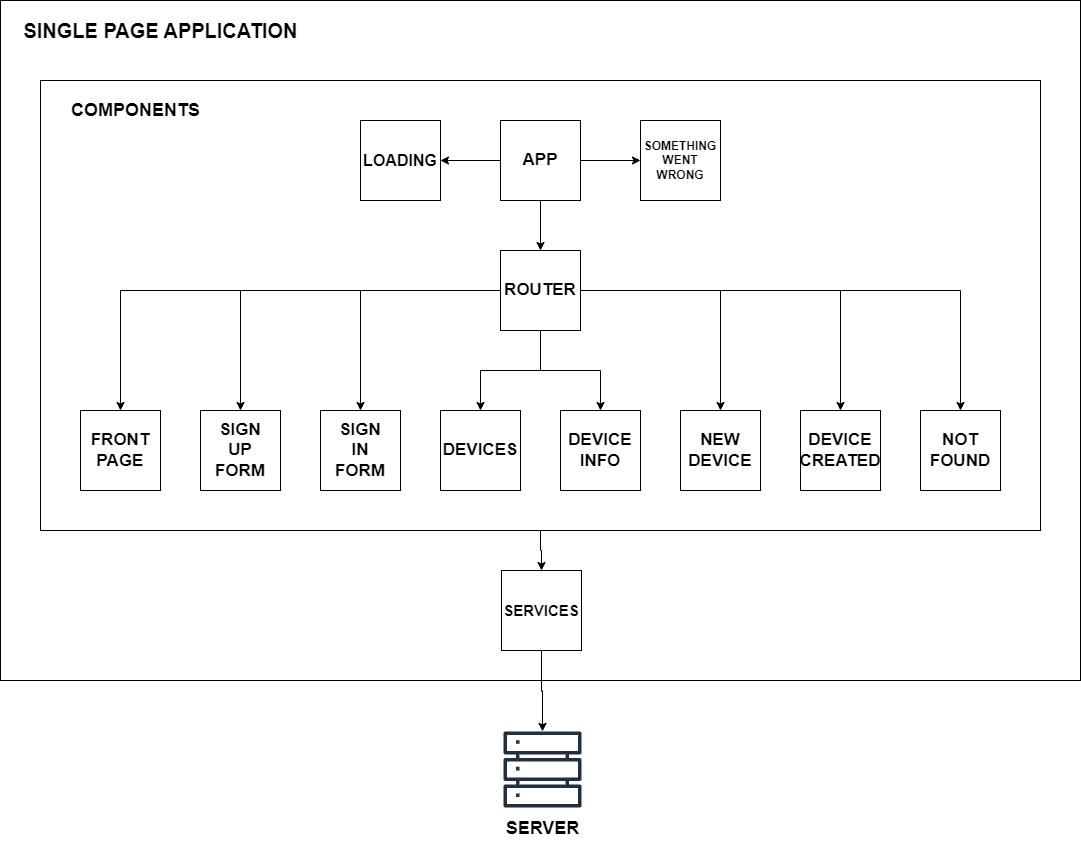 SINGLE PAGE APPLICATION
COMPONENTS
LOADING
APP
SOMETHING
WENT
WRONG
ROUTER
FRONT
PAGE
SIGN
UP
FORM
SIGN
IN
FORM
DEVICES
DEVICE
INFO
NEW
DEVICE
DEVICE
CREATED
NOT
FOUND
SERVICES
SERVER